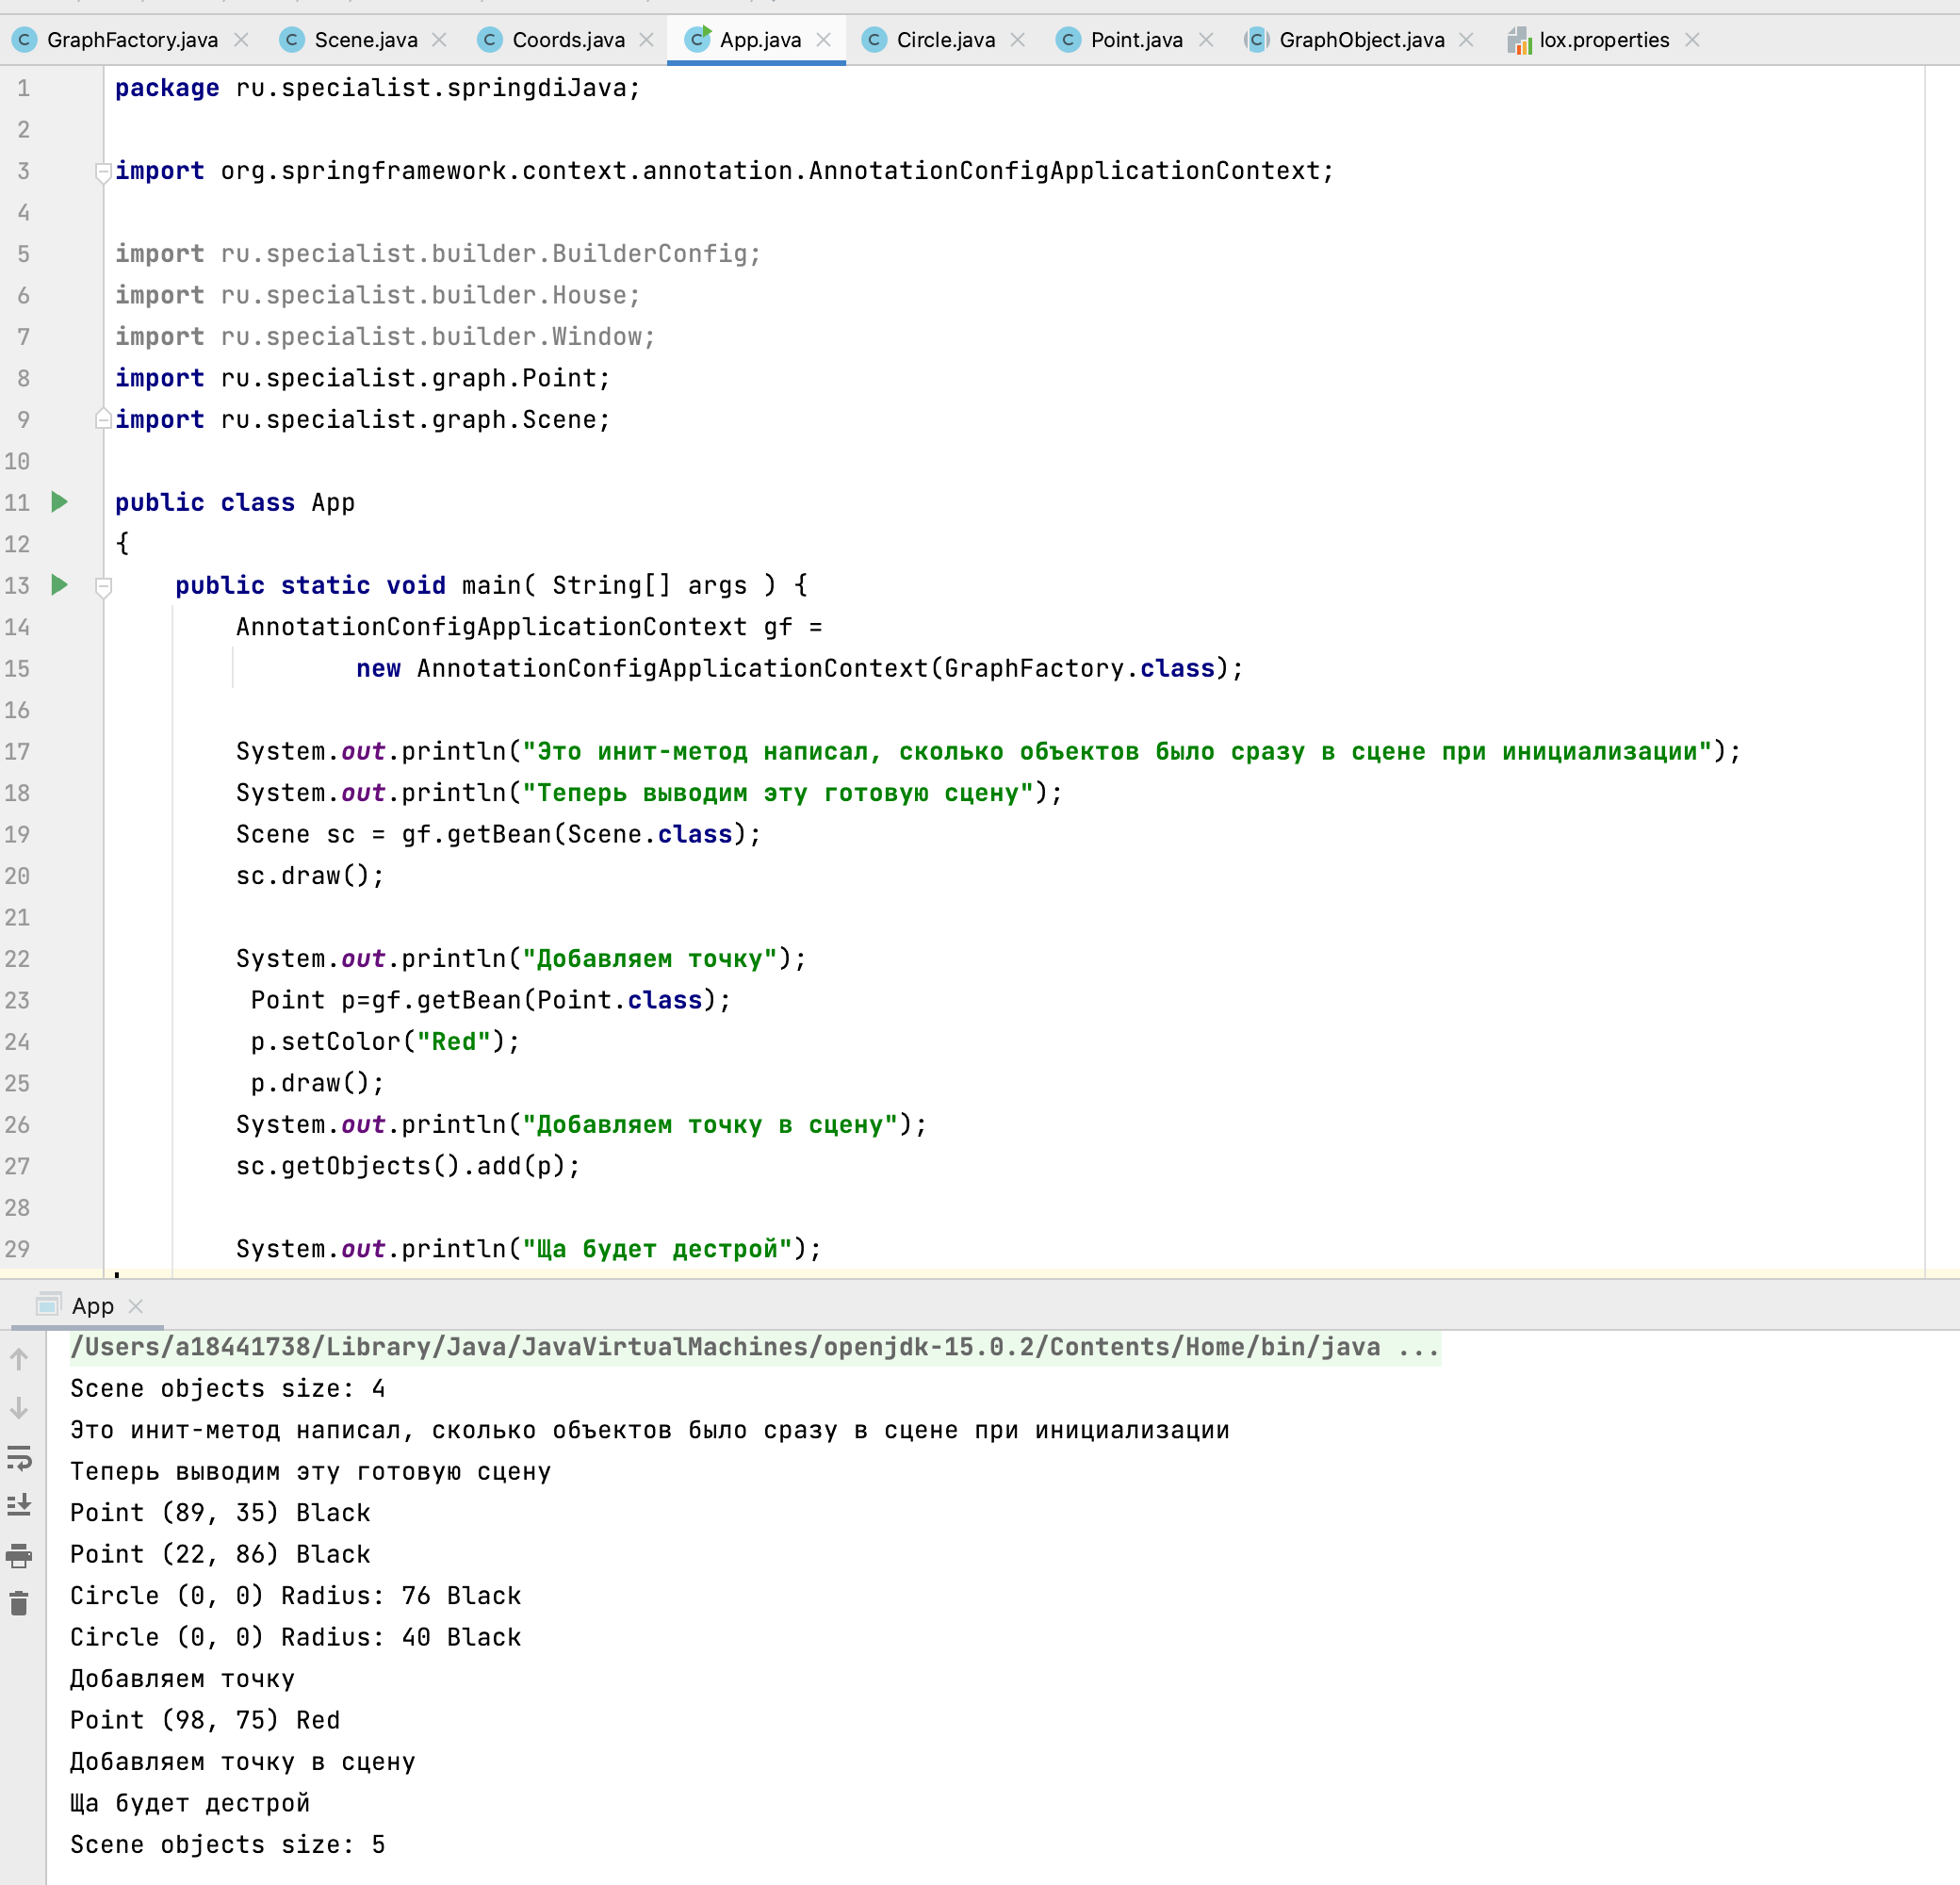 GraphFactory.java Scene.java Coords.java App.java Circle.java Point.java GraphObject.java lox.properties
1 package ru.specialist.springdiJava;
2
3 import org.springframework.context.annotation.AnnotationConfigApplicationContext;
4
5 import ru.specialist.builder.BuilderConfig;
6 import ru.specialist.builder.House;
7 import ru.specialist.builder.Window;
8 import ru.specialist.graph.Point;
9 import ru.specialist.graph.Scene;
10
11 public class App
12 {
13 public static void main( String[] args ) {
14 AnnotationConfigApplicationContext gf =
15 new AnnotationConfigApplicationContext(GraphFactory.class);
16
17 System.out.println("Это инит-метод написал, сколько объектов было сразу в сцене при инициализации");
18 System.out.println("Теперь выводим эту готовую сцену");
19 Scene sc = gf.getBean(Scene.class);
20 sc.draw();
21
22 System.out.println("Добавляем точку");
23 Point p=gf.getBean(Point.class);
24 p.setColor("Red");
25 p.draw();
26 System.out.println("Добавляем точку в сцену");
27 sc.getObjects().add(p);
28
29 System.out.println("Ща будет дестрой");
App
/Users/a18441738/Library/Java/JavaVirtualMachines/openjdk-15.0.2/Contents/Home/bin/java ...
Scene objects size: 4
Это инит-метод написал, сколько объектов было сразу в сцене при инициализации
Теперь выводим эту готовую сцену
Point (89, 35) Black
Point (22, 86) Black
Circle (0, 0) Radius: 76 Black
Circle (0, 0) Radius: 40 Black
Добавляем точку
Point (98, 75) Red
Добавляем точку в сцену
Ща будет дестрой
Scene objects size: 5